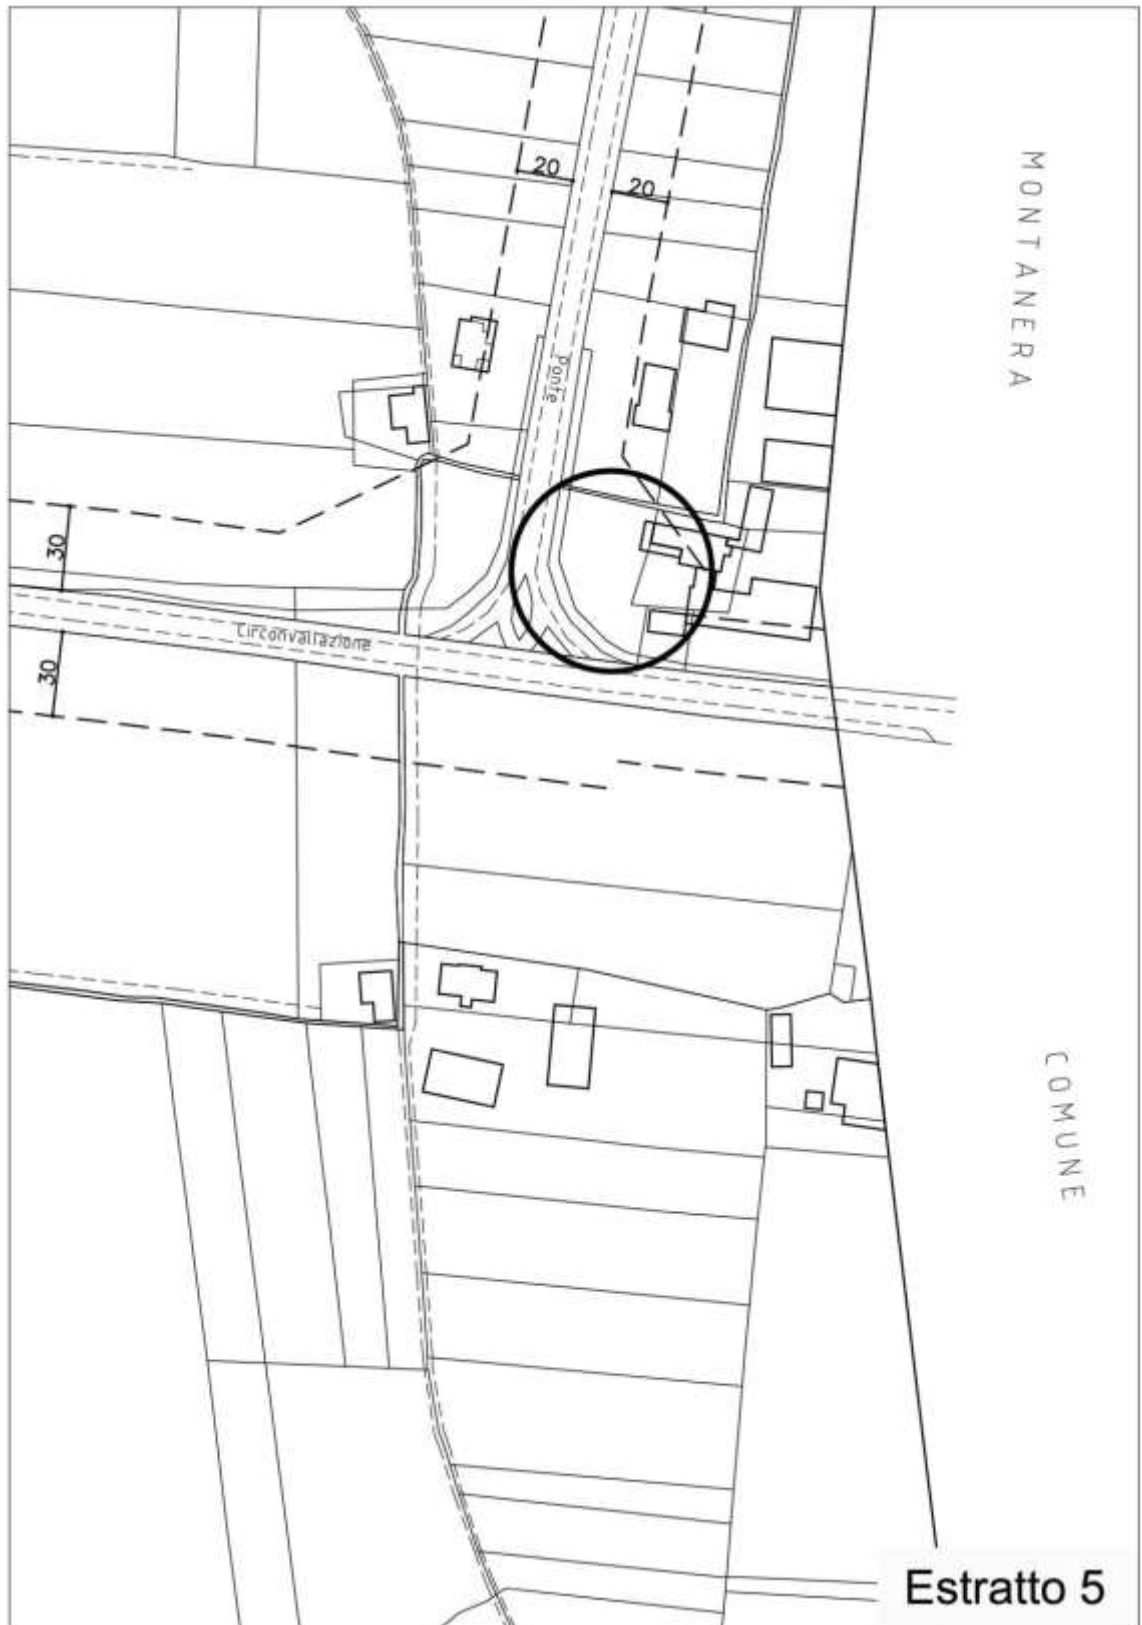 20
20
MONTANERA
Ponte
30
Circonvallazione
30
COMUNE
Estratto 5